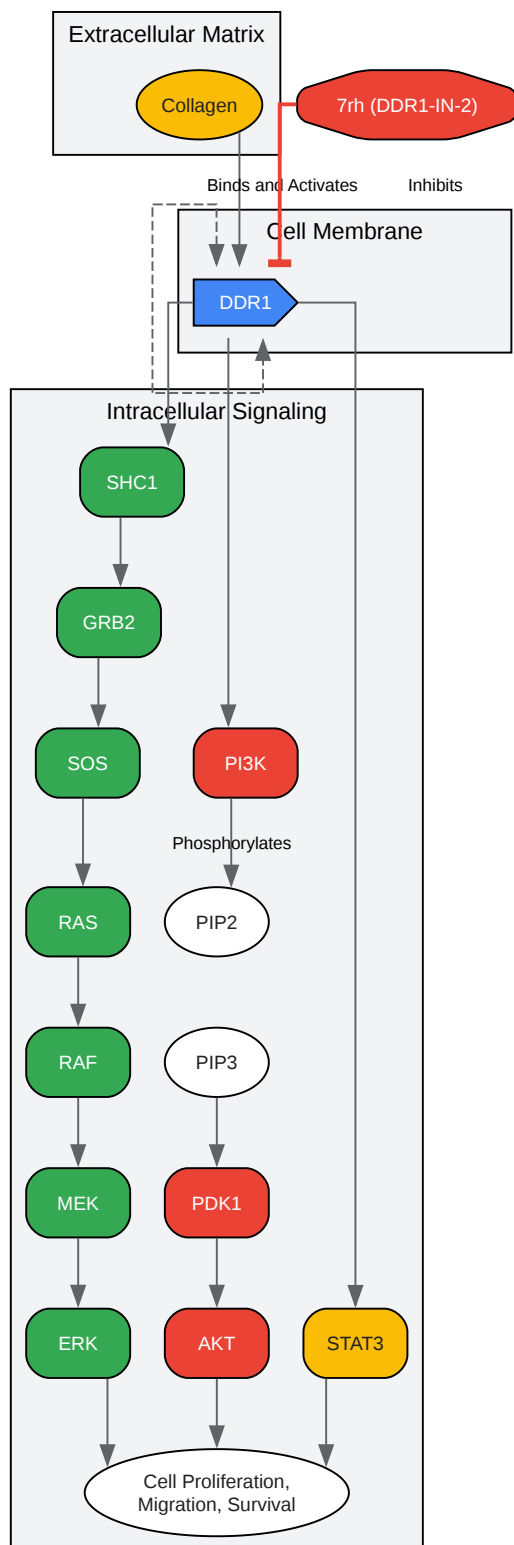 Extracellular Matrix
Collagen
7rh (DDR1-IN-2)
Binds and Activates
Inhibits
Cell Membrane
DDR1
Intracellular Signaling
SHC1
GRB2
SOS
PI3K
Phosphorylates
RAS
PIP2
RAF
PIP3
MEK
PDK1
ERK
AKT
STAT3
Cell Proliferation,
Migration, Survival